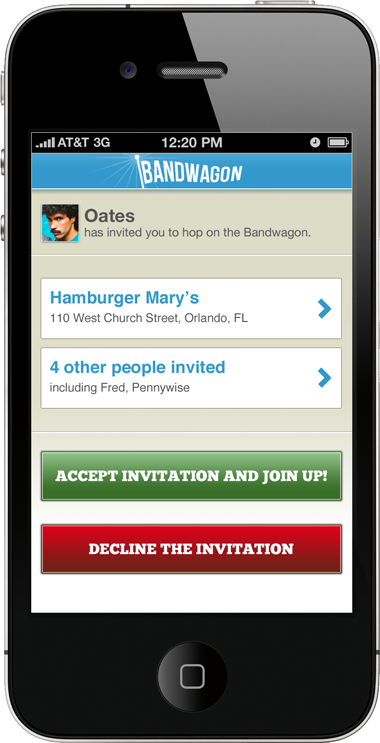 AT&T 3G 12:20 PM
BANDWAGON
Oates
has invited you to hop on the Bandwagon.
Hamburger Mary's
110 West Church Street, Orlando, FL
4 other people invited
including Fred, Pennywise
ACCEPT INVITATION AND JOIN UP!
DECLINE THE INVITATION